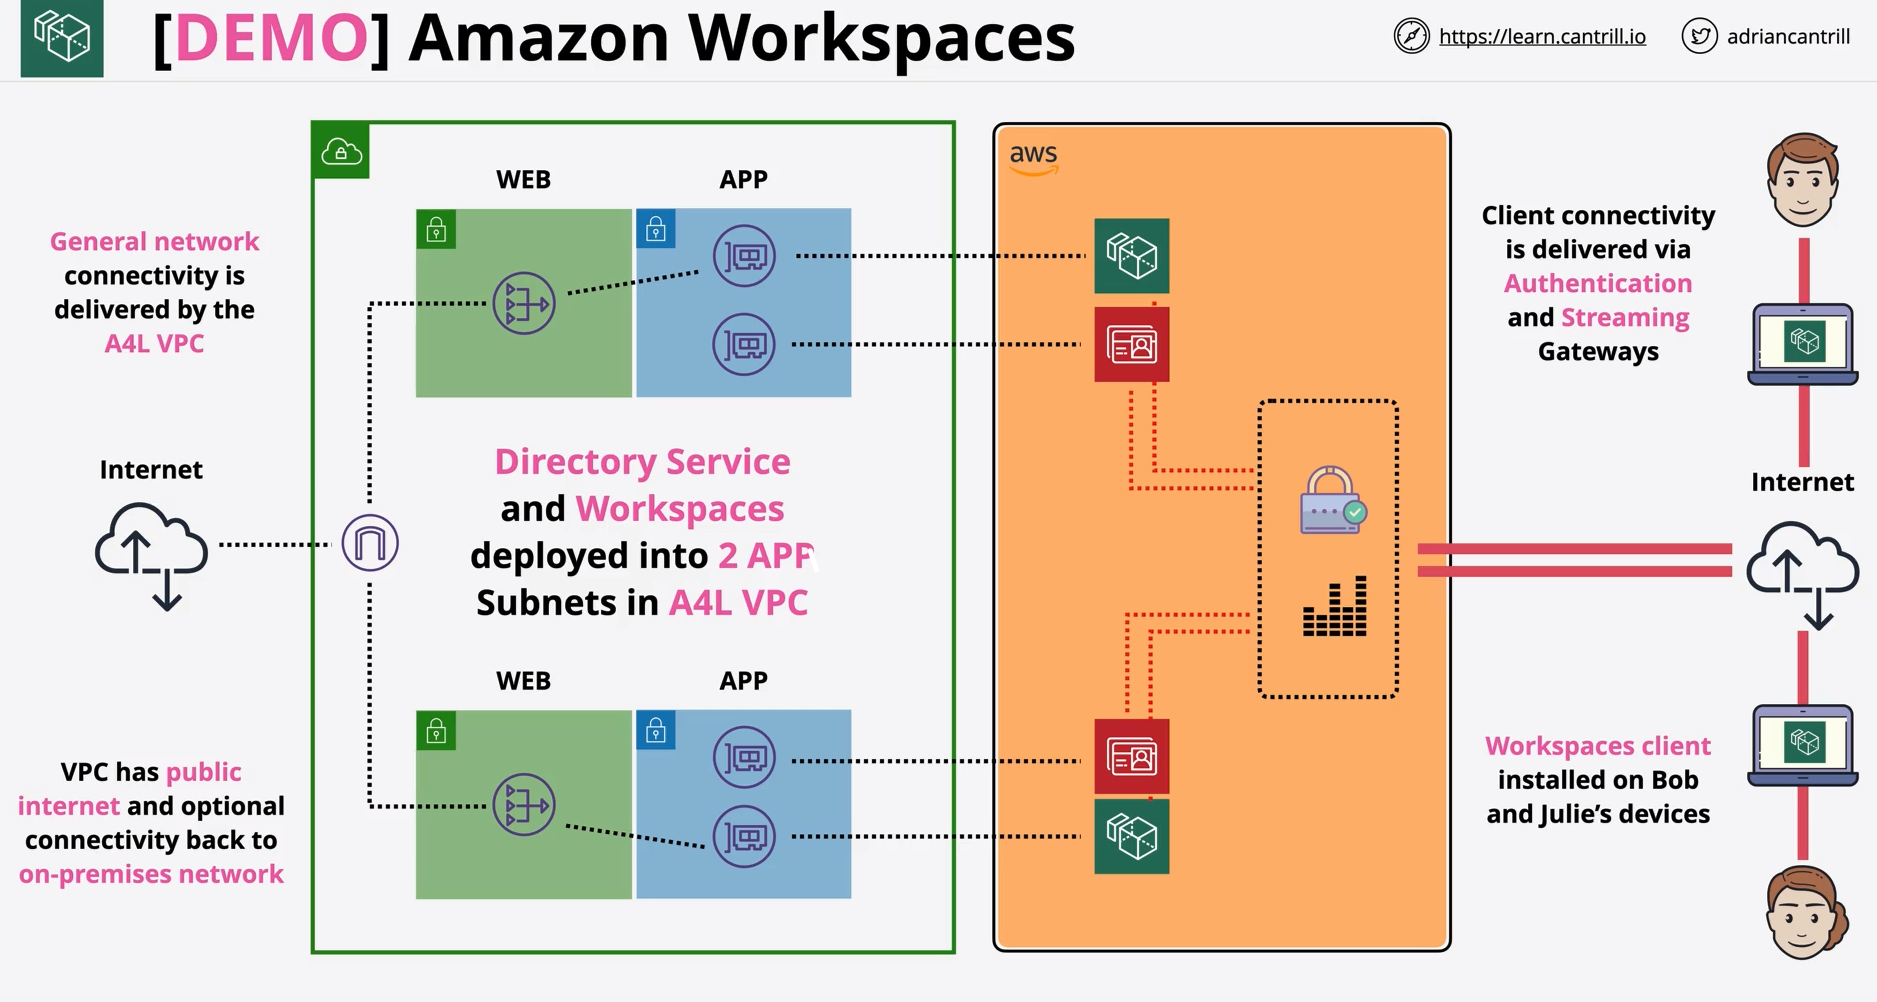 [DEMO] Amazon Workspaces
https://learn.cantrill.io
adriancantrill
General network
connectivity is
delivered by the
A4L VPC
Internet
VPC has public
internet and optional
connectivity back to
on-premises network
WEB
APP
Directory Service
and Workspaces
deployed into 2 APP
Subnets in A4L VPC
WEB
APP
aws
Client connectivity
is delivered via
Authentication
and Streaming
Gateways
Internet
Workspaces client
installed on Bob
and Julie’s devices